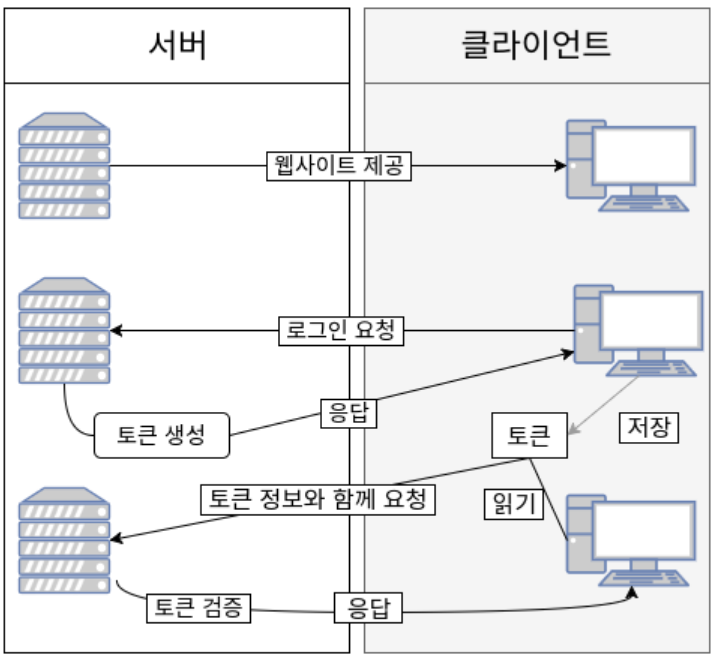 서버
클라이언트
웹사이트 제공
로그인 요청
응답
토큰 생성
토큰
저장
토큰 정보와 함께 요청
읽기
토큰 검증
응답